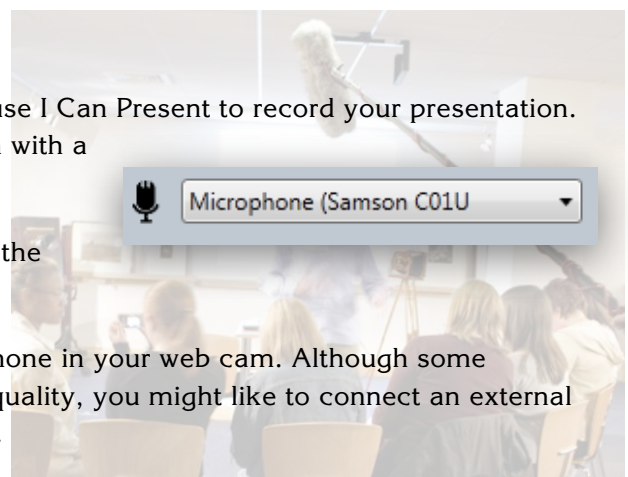 use I Can Present to record your presentation.
with a
Microphone (Samson C01U
the
hone in your web cam. Although some
quality, you might like to connect an external